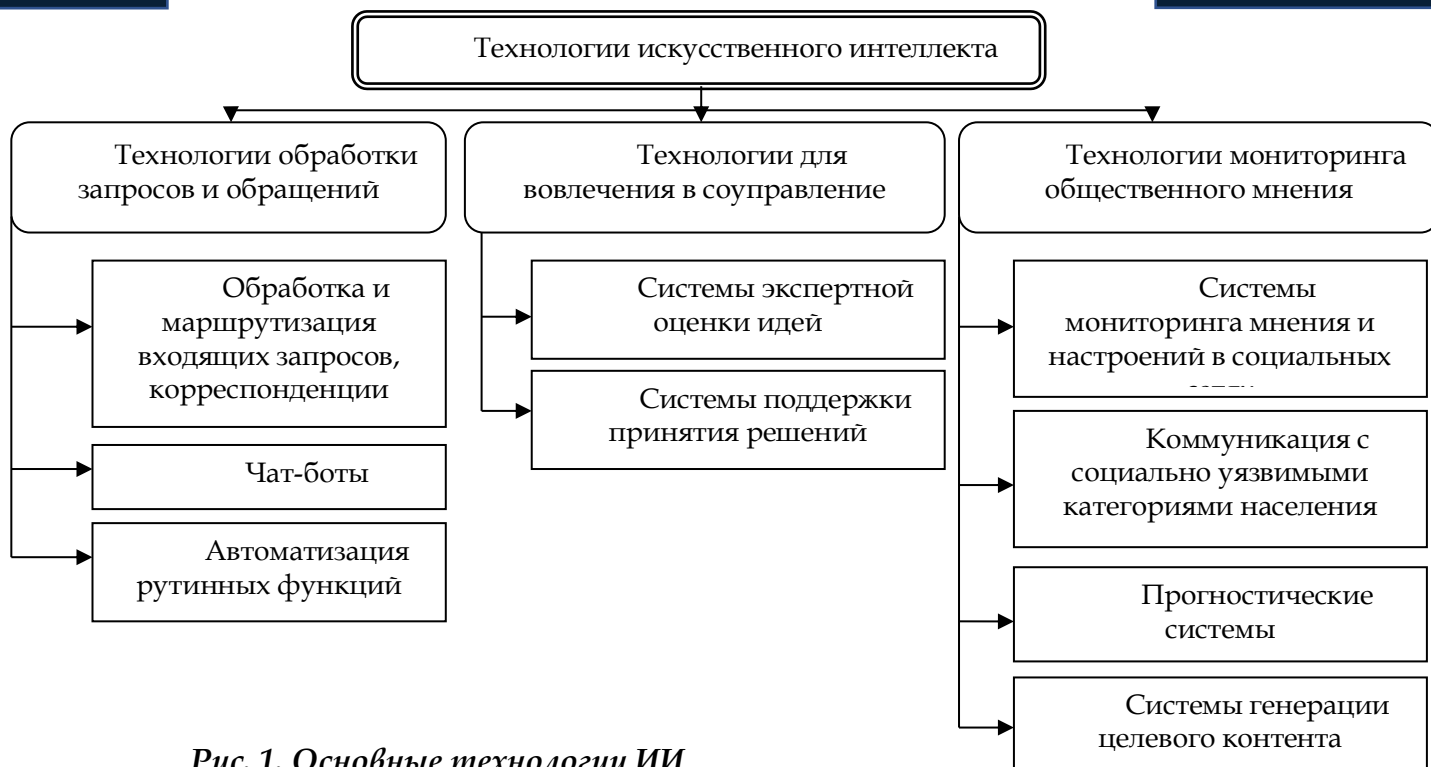 Технологии искусственного интеллекта
Технологии обработки
запросов и обращений
Обработка и
маршрутизация
входящих запросов,
корреспонденции
Чат-боты
Автоматизация
рутинных функций
Технологии для
вовлечения в соуправление
Системы экспертной
оценки идей
Системы поддержки
принятия решений
Технологии мониторинга
общественного мнения
Системы
мониторинга мнения и
настроений в социальных
Коммуникация с
социально уязвимыми
категориями населения
Прогностические
системы
Системы генерации
целевого контента
Рис. 1. Основные технологии ИИ